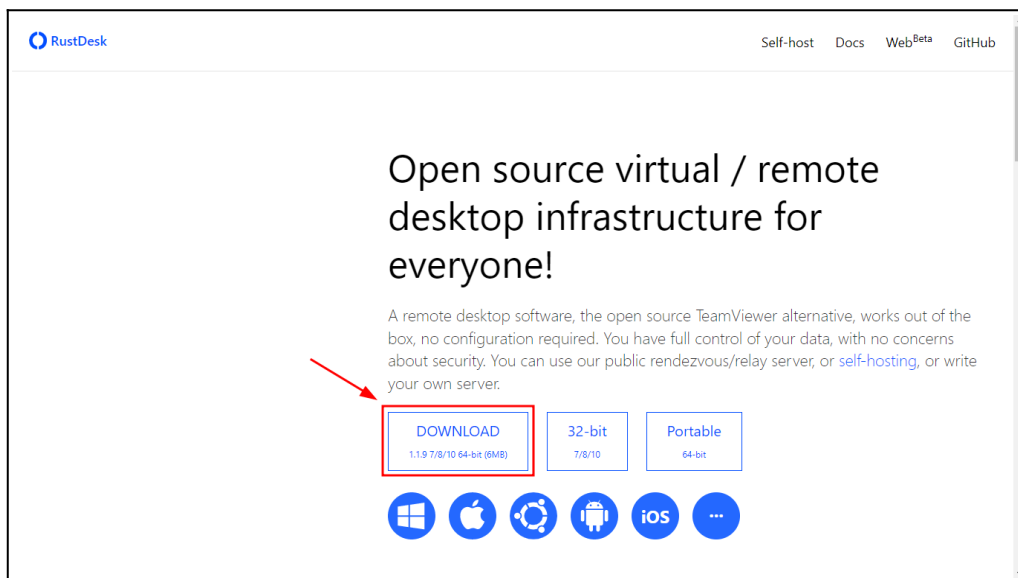 RustDesk
Self-host Docs WebBeta GitHub
Open source virtual / remote
desktop infrastructure for
everyone!
A remote desktop software, the open source TeamViewer alternative, works out of the
box, no configuration required. You have full control of your data, with no concerns
about security. You can use our public rendezvous/relay server, or self-hosting, or write
your own server.
DOWNLOAD 32-bit Portable
1.1.9 7/8/10 64-bit (6MB) 7/8/10 64-bit
iOS ...